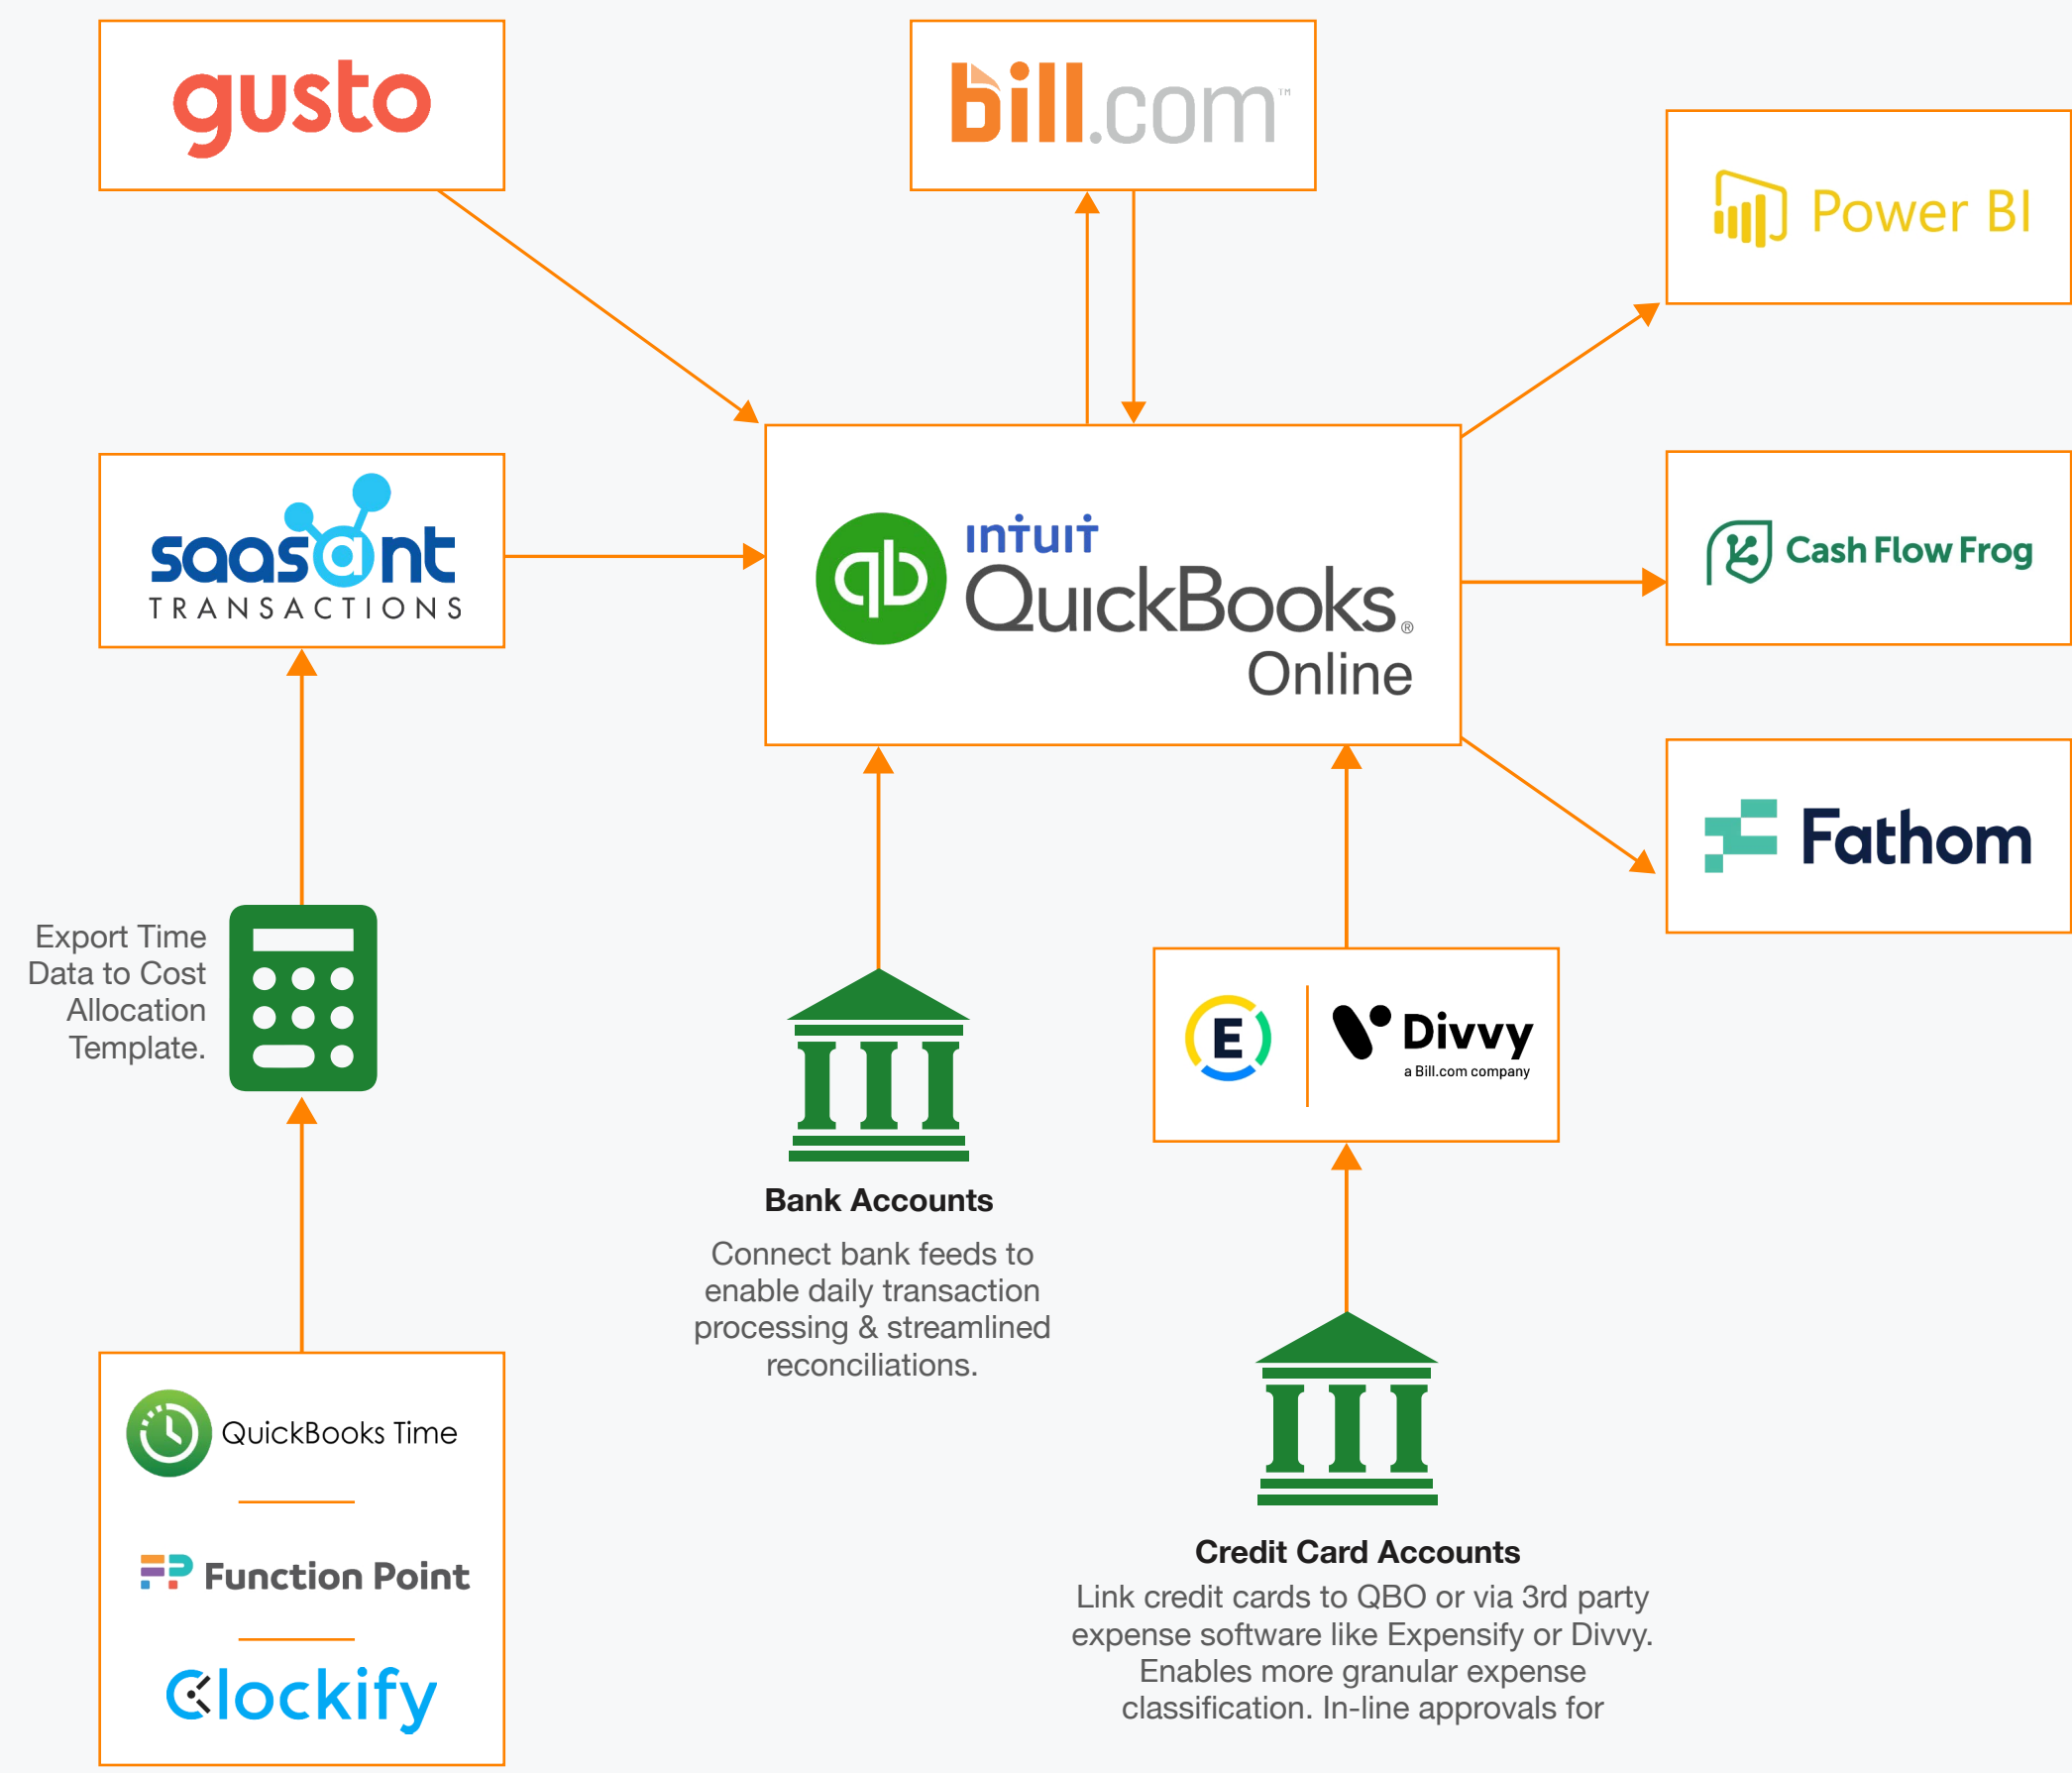 gusto
bill.com™
Power BI
saasant
TRANSACTIONS
intuit
QuickBooks®
Online
Cash Flow Frog
Fathom
Export Time
Data to Cost
Allocation
Template.
E
Divvy
a Bill.com company
Bank Accounts
Connect bank feeds to
enable daily transaction
processing & streamlined
reconciliations.
QuickBooks Time
FP Function Point
Clockify
Credit Card Accounts
Link credit cards to QBO or via 3rd party
expense software like Expensify or Divvy.
Enables more granular expense
classification. In-line approvals for